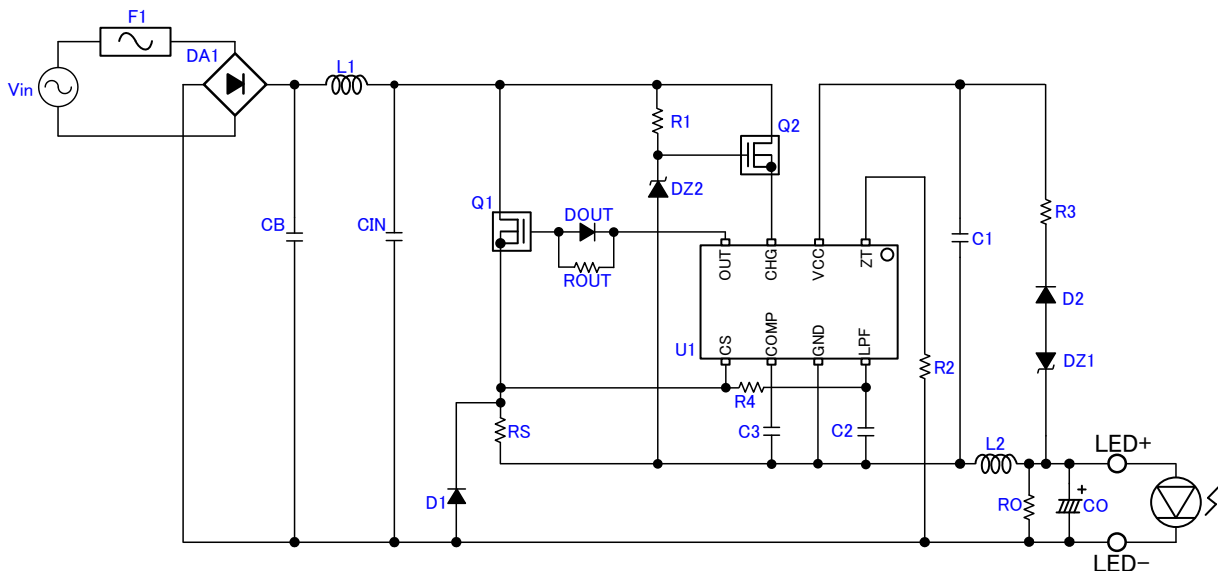 F1
DA1
Vin
L1
R1
Q2
DZ2
Q1
DOUT
ROUT
CB
CIN
C1
R3
D2
DZ1
OUT
CHG
VCC
ZT
CS
COMP
GND
LPF
U1
R2
R4
RS
C3
C2
L2
LED+
D1
RO
+
CO
LED-